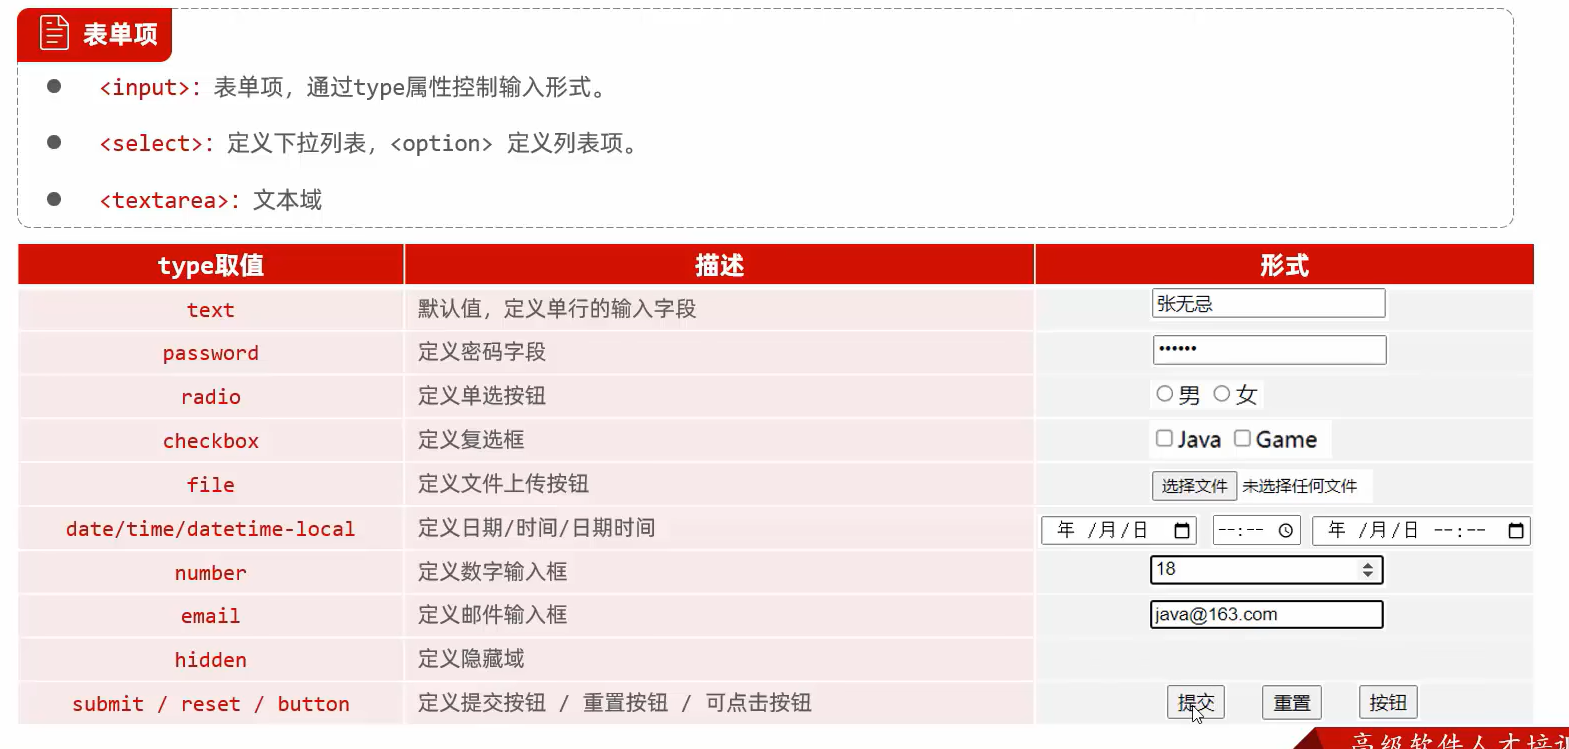 表单项
<input>：表单项，通过type属性控制输入形式。
<select>：定义下拉列表，<option> 定义列表项。
<textarea>：文本域
type取值 描述 形式
text 默认值，定义单行的输入字段 张无忌
password 定义密码字段 ••••••
radio 定义单选按钮 男 女
checkbox 定义复选框 Java Game
file 定义文件上传按钮 选择文件 未选择任何文件
date/time/datetime-local 定义日期/时间/日期时间 年 /月/日 --:-- 年 /月/日 --:--
number 定义数字输入框 18
email 定义邮件输入框 java@163.com
hidden 定义隐藏域
submit / reset / button 定义提交按钮 / 重置按钮 / 可点击按钮 提交 重置 按钮
高级软件人才培训